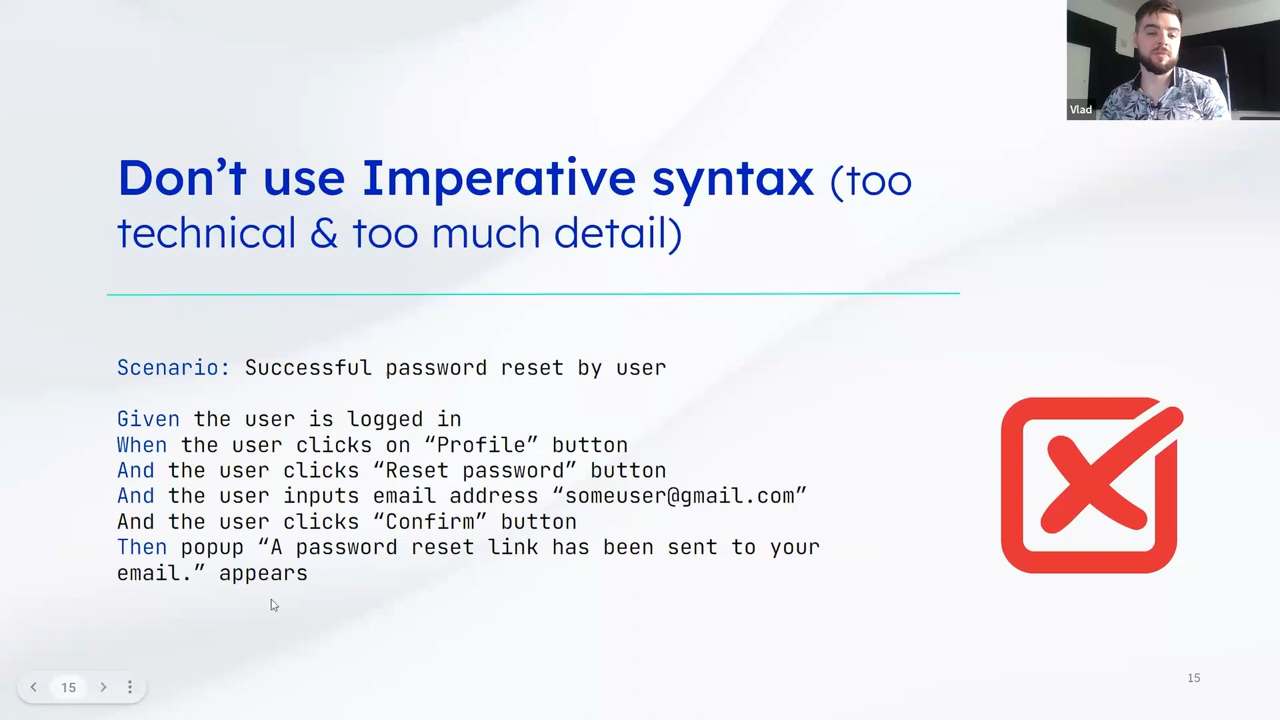 Vlad
Don’t use Imperative syntax (too
technical & too much detail)
Scenario: Successful password reset by user
Given the user is logged in
When the user clicks on “Profile” button
And the user clicks “Reset password” button
And the user inputs email address “someuser@gmail.com”
And the user clicks “Confirm” button
Then popup “A password reset link has been sent to your
email.” appears
15
15